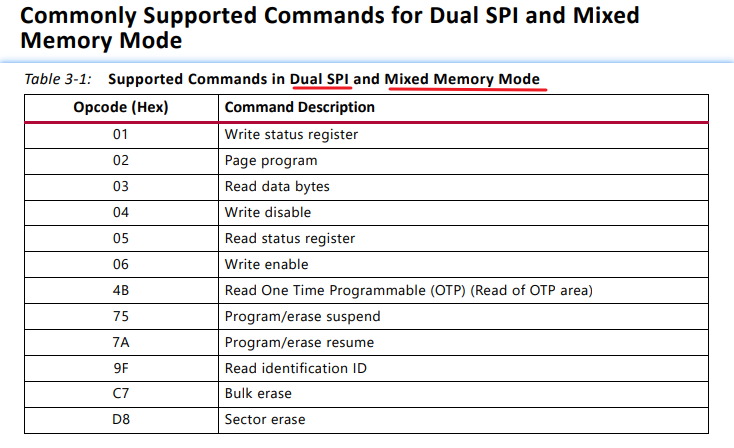 Commonly Supported Commands for Dual SPI and Mixed
Memory Mode
Table 3-1: Supported Commands in Dual SPI and Mixed Memory Mode
Opcode (Hex) Command Description
01 Write status register
02 Page program
03 Read data bytes
04 Write disable
05 Read status register
06 Write enable
4B Read One Time Programmable (OTP) (Read of OTP area)
75 Program/erase suspend
7A Program/erase resume
9F Read identification ID
C7 Bulk erase
D8 Sector erase